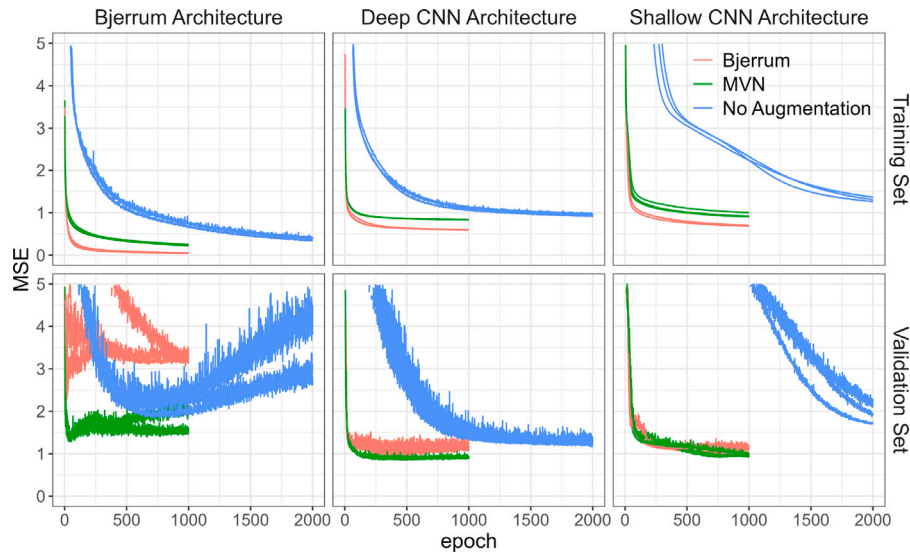 Bjerrum Architecture
Deep CNN Architecture
Shallow CNN Architecture
5
4
3
2
1
0
Bjerrum
MVN
No Augmentation
Training Set
MSE
5
4
3
2
1
0
Validation Set
0 500 1000 1500 2000
0 500 1000 1500 2000
0 500 1000 1500 2000
epoch